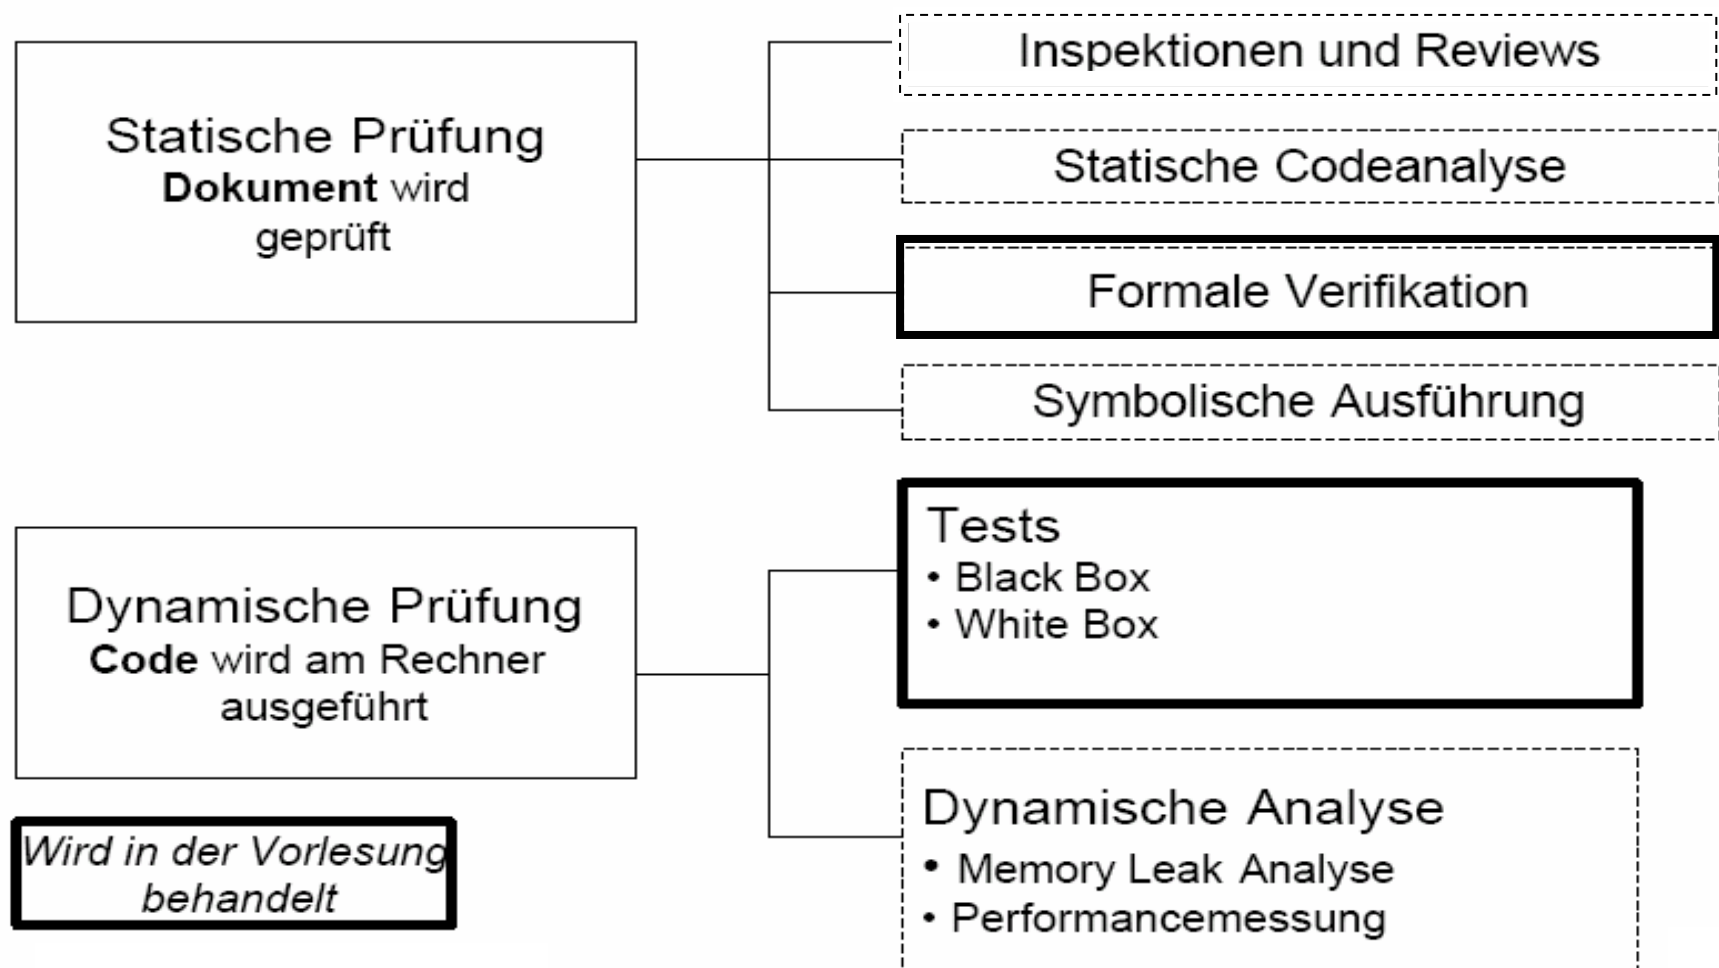 Statische Prüfung
Dokument wird
geprüft
Inspektionen und Reviews
Statische Codeanalyse
Formale Verifikation
Symbolische Ausführung
Dynamische Prüfung
Code wird am Rechner
ausgeführt
Tests
• Black Box
• White Box
Dynamische Analyse
• Memory Leak Analyse
• Performancemessung
Wird in der Vorlesung
behandelt